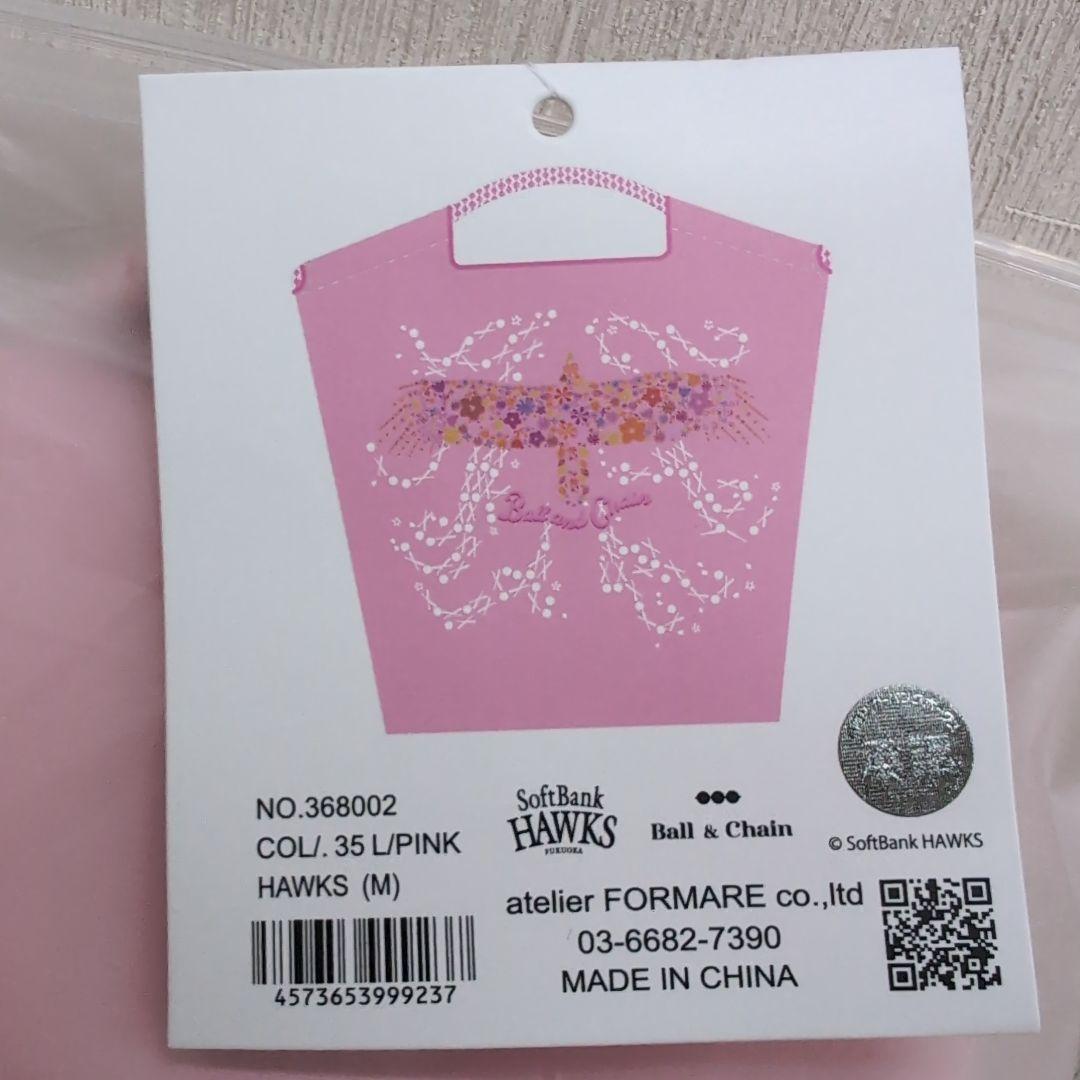 Ball and Chain
NO.368002
COL/. 35 L/PINK
HAWKS (M)
4573653999237
SoftBank
HAWKS
FUKUOKA
Ball & Chain
© SoftBank HAWKS
atelier FORMARE co.,ltd
03-6682-7390
MADE IN CHINA